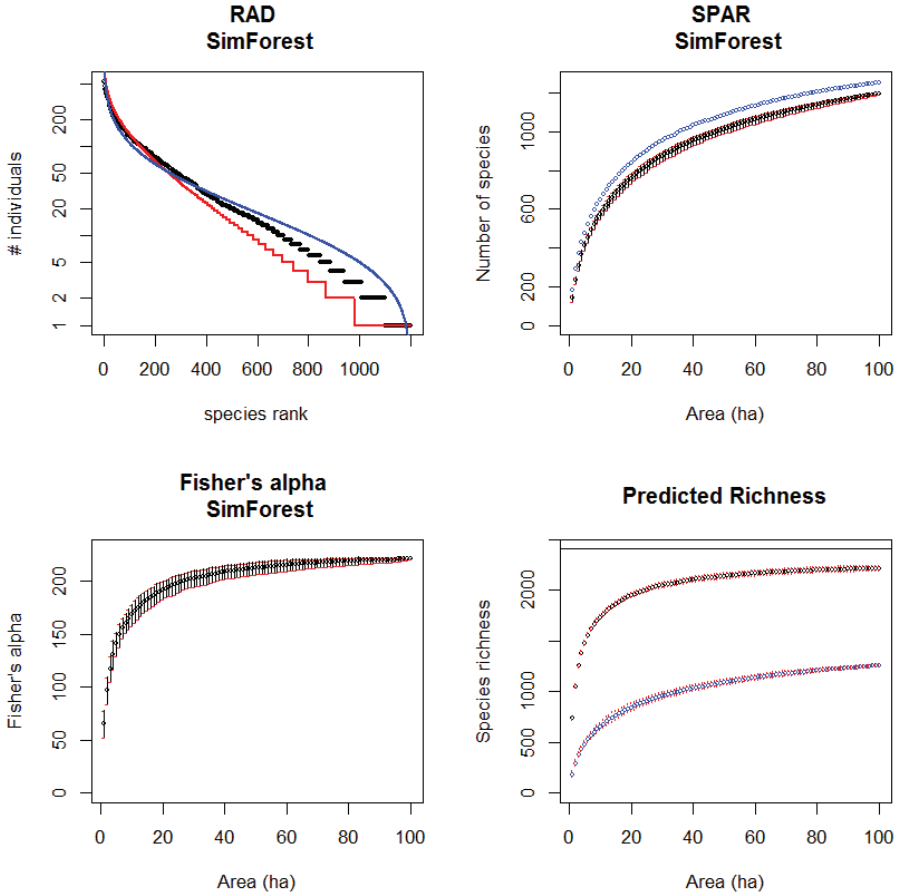 RAD
SimForest
# individuals
200
50
20
5
2
1
0
200
400
600
800
1000
species rank
SPAR
SimForest
Number of species
1000
600
200
0
0
20
40
60
80
100
Area (ha)
Fisher's alpha
SimForest
Fisher's alpha
200
150
100
50
0
0
20
40
60
80
100
Area (ha)
Predicted Richness
Species richness
2000
1000
500
0
0
20
40
60
80
100
Area (ha)